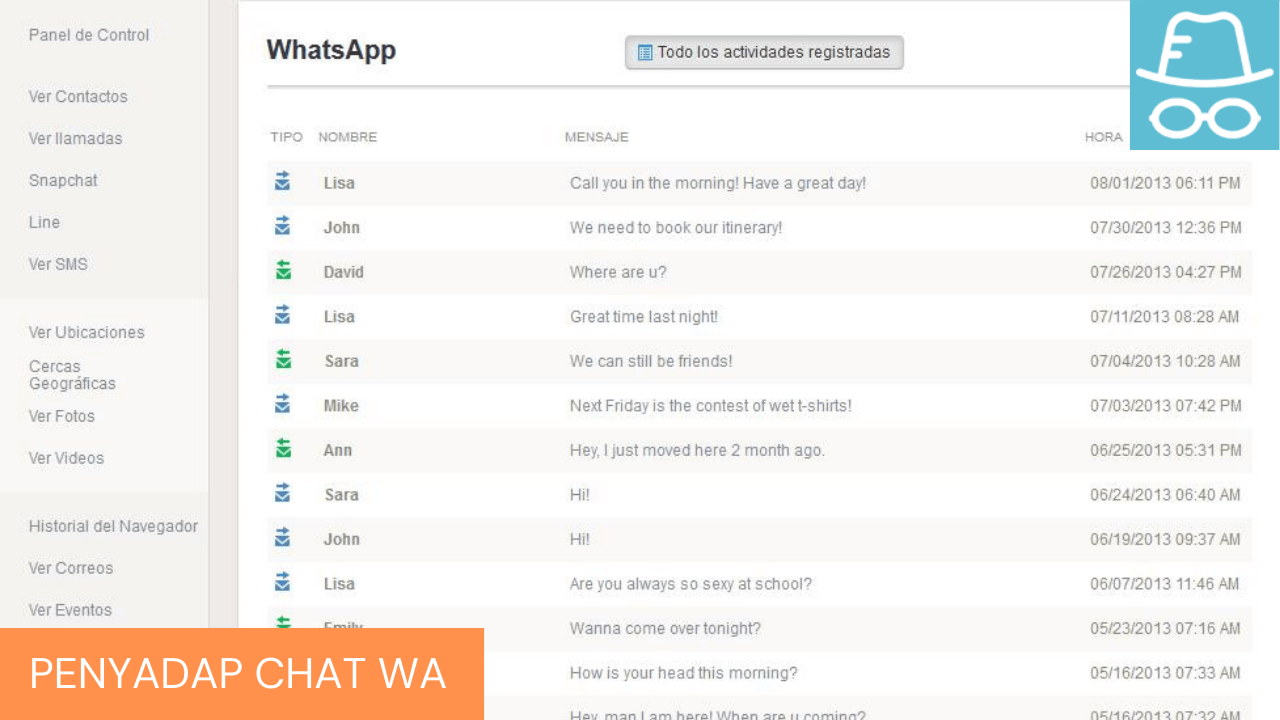 Panel de Control
Ver Contactos
Ver llamadas
Snapchat
Line
Ver SMS
Ver Ubicaciones
Cercas
Geográficas
Ver Fotos
Ver Videos
Historial del Navegador
Ver Correos
Ver Eventos
WhatsApp
Todo los actividades registradas
TIPO NOMBRE MENSAJE HORA
Lisa Call you in the morning! Have a great day! 08/01/2013 06:11 PM
John We need to book our itinerary! 07/30/2013 12:36 PM
David Where are u? 07/26/2013 04:27 PM
Lisa Great time last night! 07/11/2013 08:28 AM
Sara We can still be friends! 07/04/2013 10:28 AM
Mike Next Friday is the contest of wet t-shirts! 07/03/2013 07:42 PM
Ann Hey, I just moved here 2 month ago. 06/25/2013 05:31 PM
Sara Hi! 06/24/2013 06:40 AM
John Hi! 06/19/2013 09:37 AM
Lisa Are you always so sexy at school? 06/07/2013 11:46 AM
Emily Wanna come over tonight? 05/23/2013 07:16 AM
How is your head this morning? 05/16/2013 07:33 AM
Hey, man I am here! When are u coming? 05/16/2013 07:32 AM
PENYADAP CHAT WA